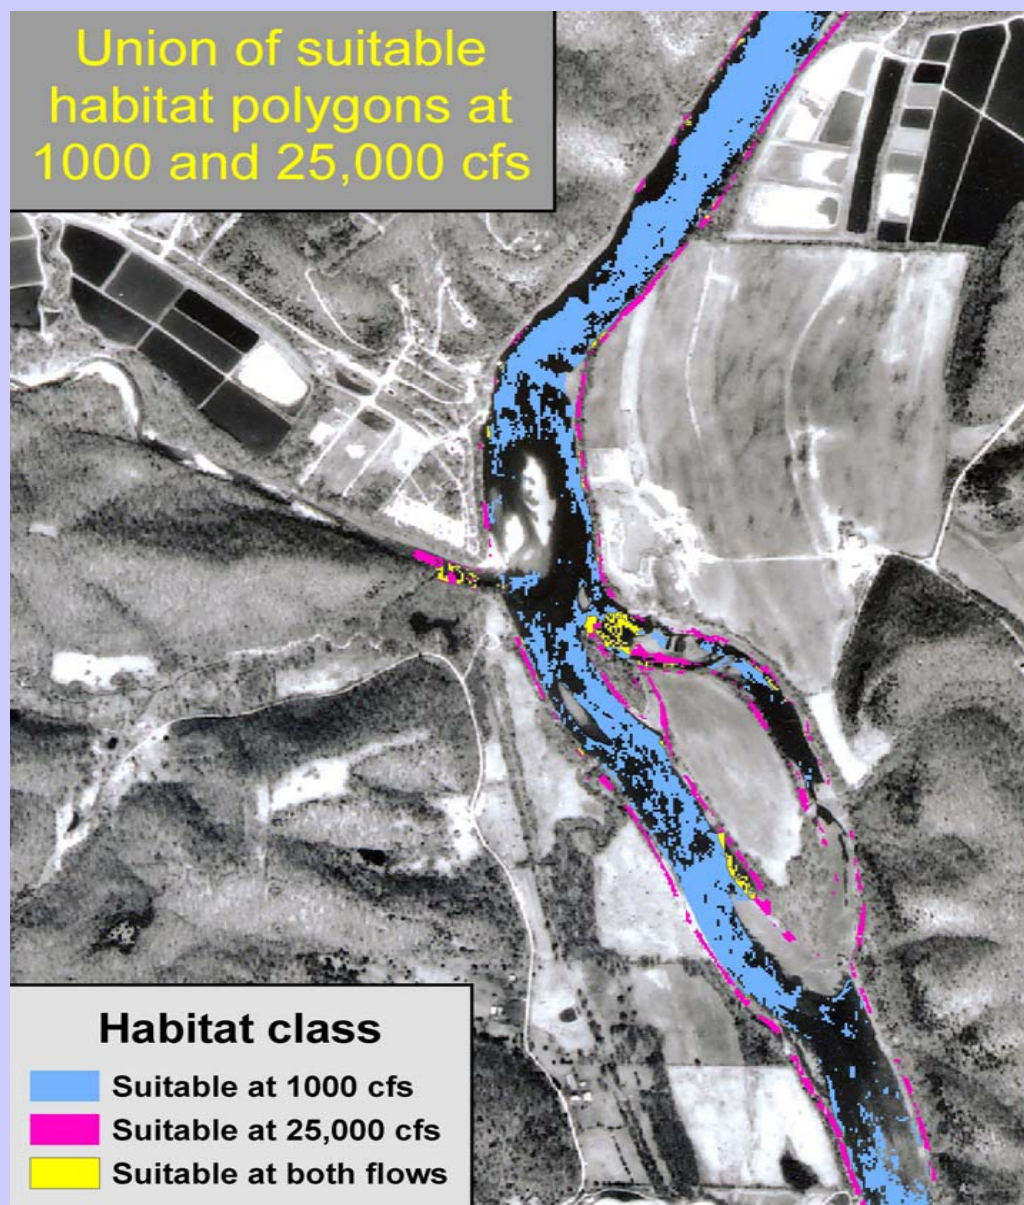 Union of suitable
habitat polygons at
1000 and 25,000 cfs
Habitat class
Suitable at 1000 cfs
Suitable at 25,000 cfs
Suitable at both flows